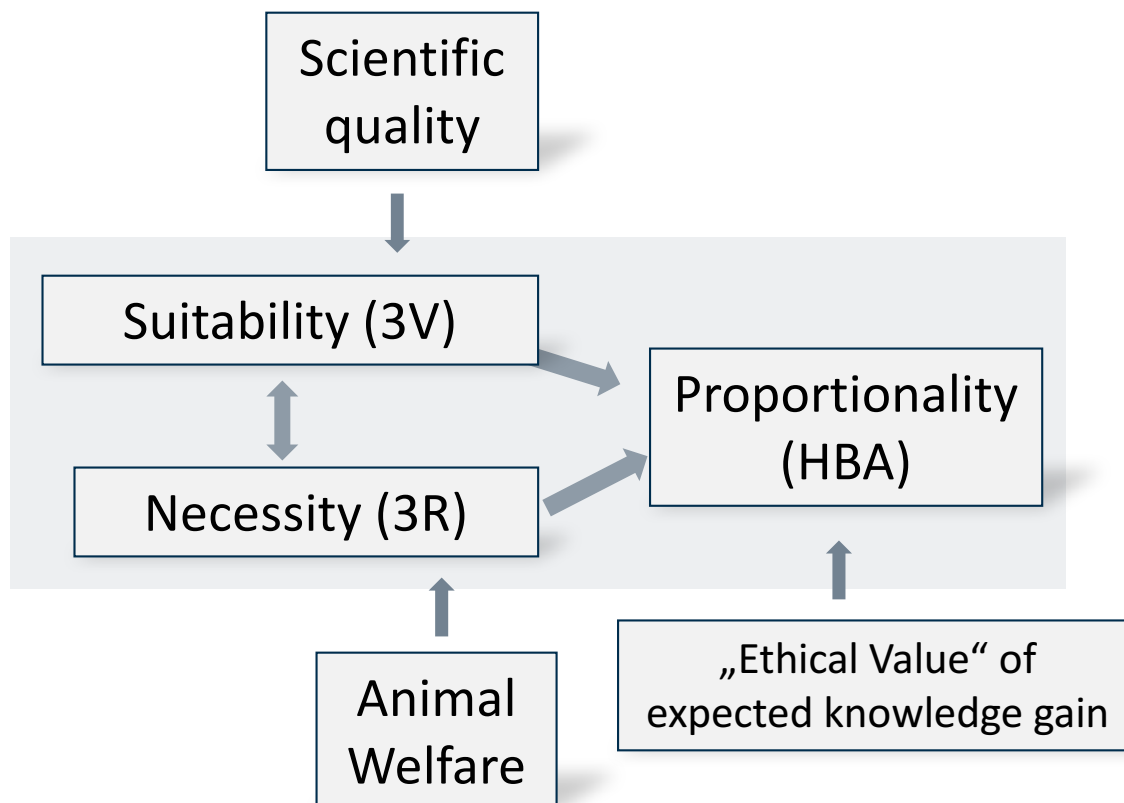 Scientific
quality
Suitability (3V)
Proportionality
(HBA)
Necessity (3R)
„Ethical Value“ of
expected knowledge gain
Animal
Welfare